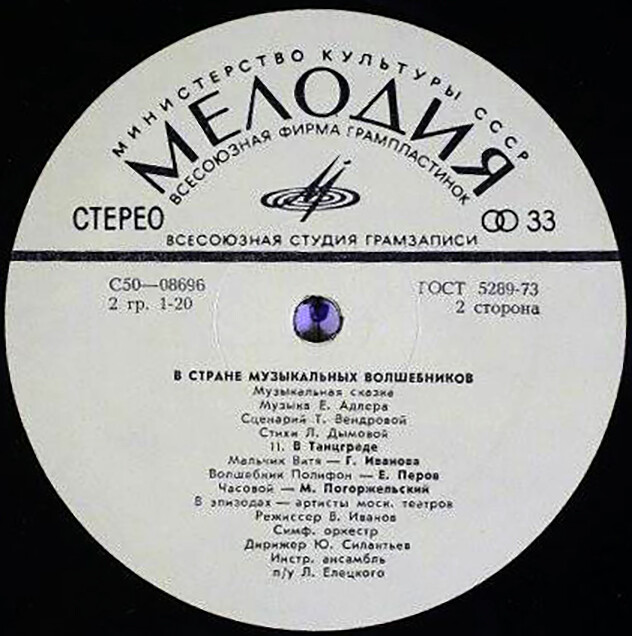 МИНИСТЕРСТВО КУЛЬТУРЫ СССР
МЕЛОДИЯ
ВСЕСОЮЗНАЯ ФИРМА ГРАМПЛАСТИНОК
СТЕРЕО
33
ВСЕСОЮЗНАЯ СТУДИЯ ГРАМЗАПИСИ
С50—08696
ГОСТ 5289-73
2 гр. 1-20
2 сторона
В СТРАНЕ МУЗЫКАЛЬНЫХ ВОЛШЕБНИКОВ
Музыкальная сказка
Музыка Е. Адлера
Сценарий Т. Вендровой
Стихи Л. Дымовой
11. В Танцграде
Мальчик Витя — Г. Иванова
Волшебник Полифон — Е. Перов
Часовой — М. Погоржельский
В эпизодах — артисты моск. театров
Режиссер В. Иванов
Симф. оркестр
Дирижер Ю. Силантьев
Инстр. ансамбль
п/у Л. Елецкого